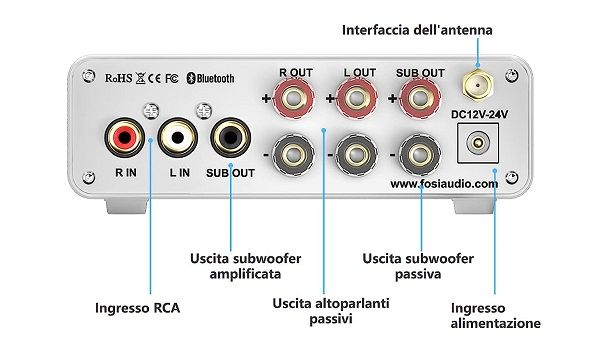 Interfaccia dell'antenna
RoHS CE FC Bluetooth
R OUT L OUT SUB OUT
+ + +
DC12V-24V
- - -
R IN L IN SUB OUT
www.fosiaudio.com
Uscita subwoofer
amplificata
Uscita subwoofer
passiva
Ingresso RCA
Uscita altoparlanti
passivi
Ingresso
alimentazione